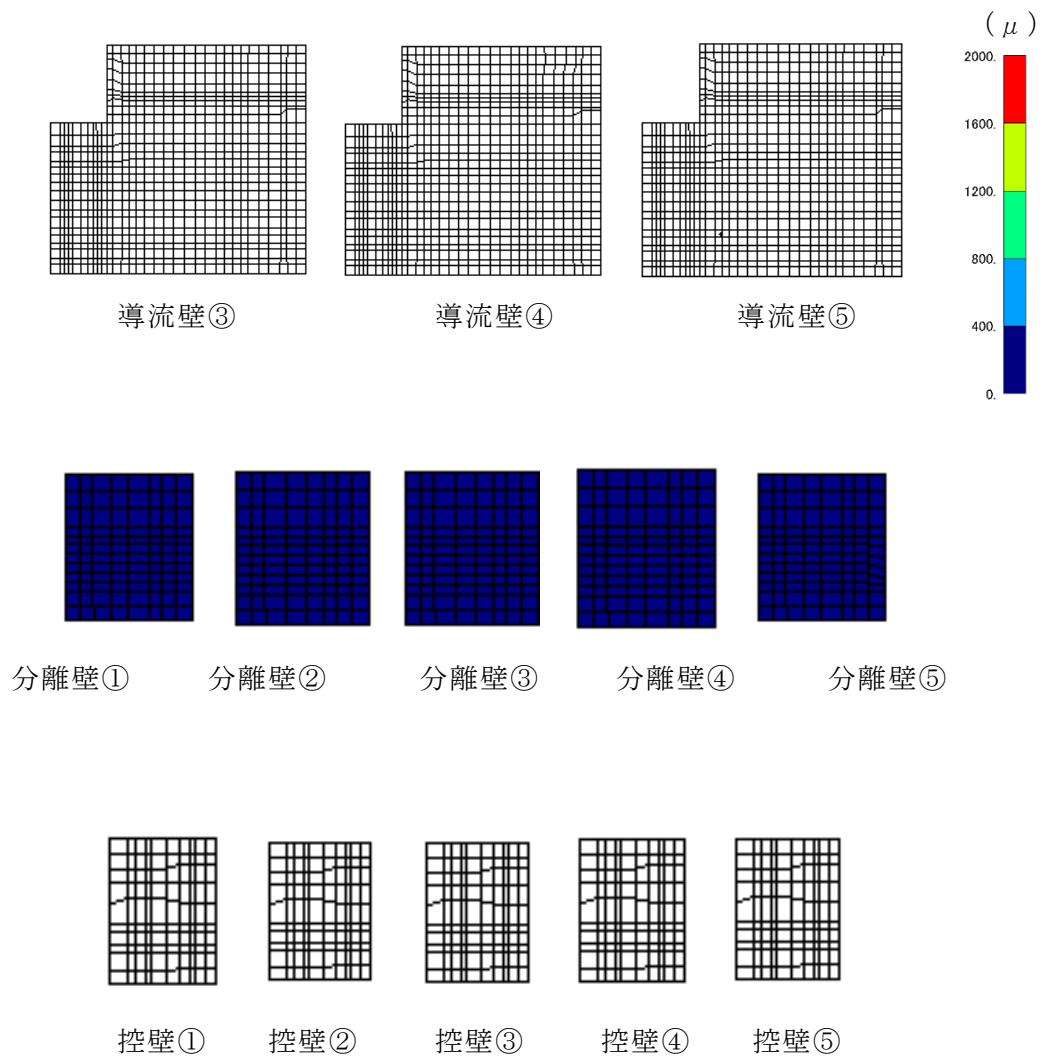 (μ)
2000.
1600.
1200.
800.
400.
0.
導流壁③ 導流壁④ 導流壁⑤
分離壁① 分離壁② 分離壁③ 分離壁④ 分離壁⑤
控壁① 控壁② 控壁③ 控壁④ 控壁⑤